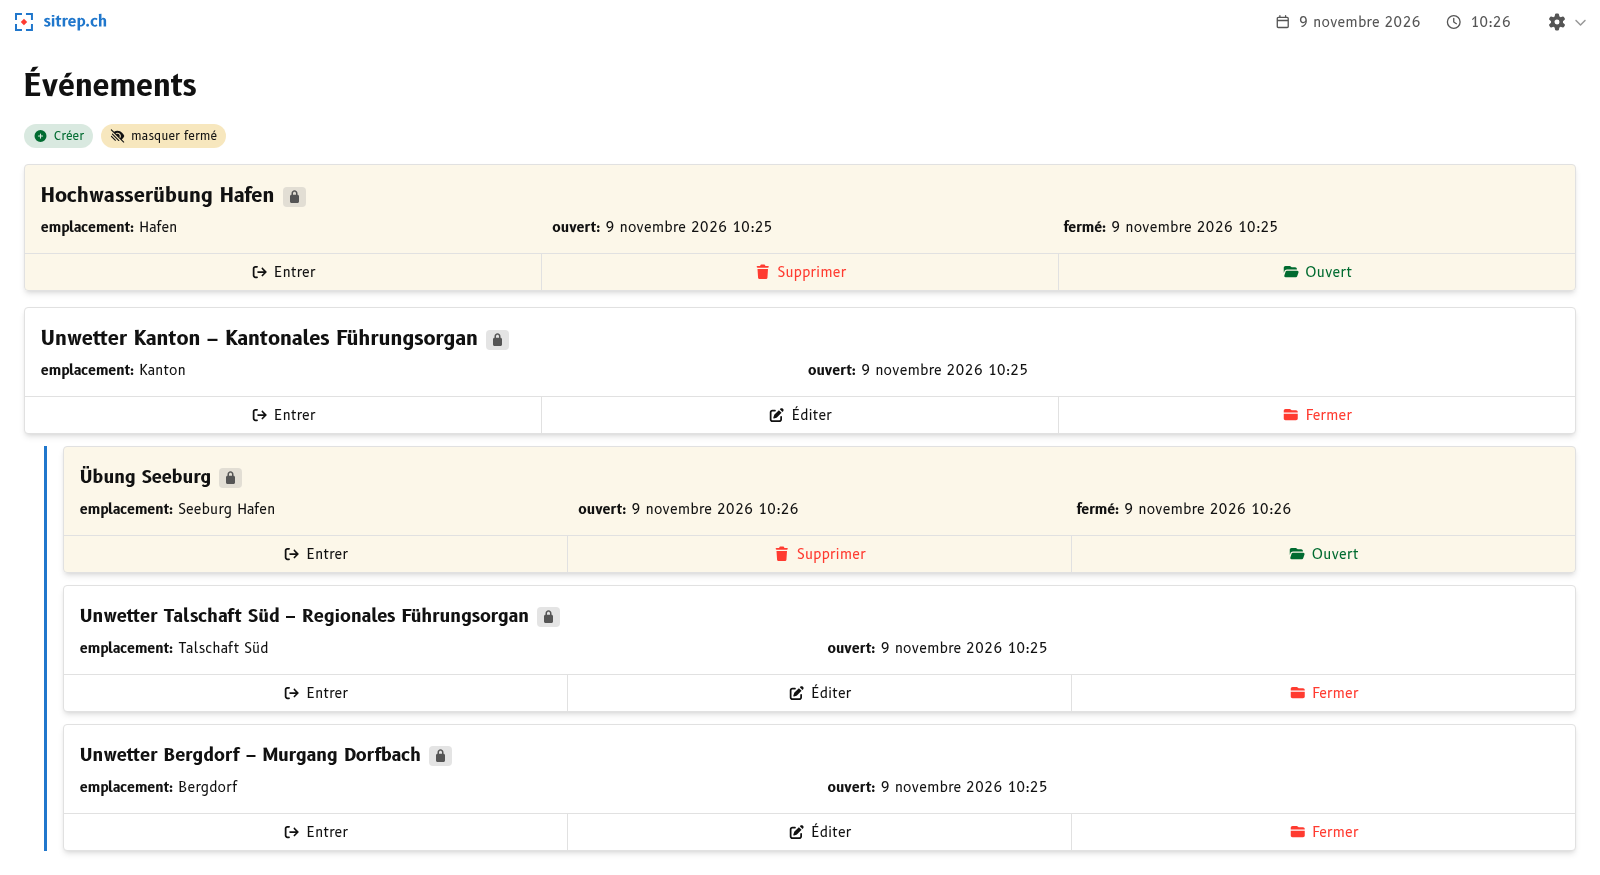 sitrep.ch
9 novembre 2026 10:26
Événements
Créer masquer fermé
Hochwasserübung Hafen
emplacement: Hafen ouvert: 9 novembre 2026 10:25 fermé: 9 novembre 2026 10:25
Entrer Supprimer Ouvert
Unwetter Kanton – Kantonales Führungsorgan
emplacement: Kanton ouvert: 9 novembre 2026 10:25
Entrer Éditer Fermer
Übung Seeburg
emplacement: Seeburg Hafen ouvert: 9 novembre 2026 10:26 fermé: 9 novembre 2026 10:26
Entrer Supprimer Ouvert
Unwetter Talschaft Süd – Regionales Führungsorgan
emplacement: Talschaft Süd ouvert: 9 novembre 2026 10:25
Entrer Éditer Fermer
Unwetter Bergdorf – Murgang Dorfbach
emplacement: Bergdorf ouvert: 9 novembre 2026 10:25
Entrer Éditer Fermer